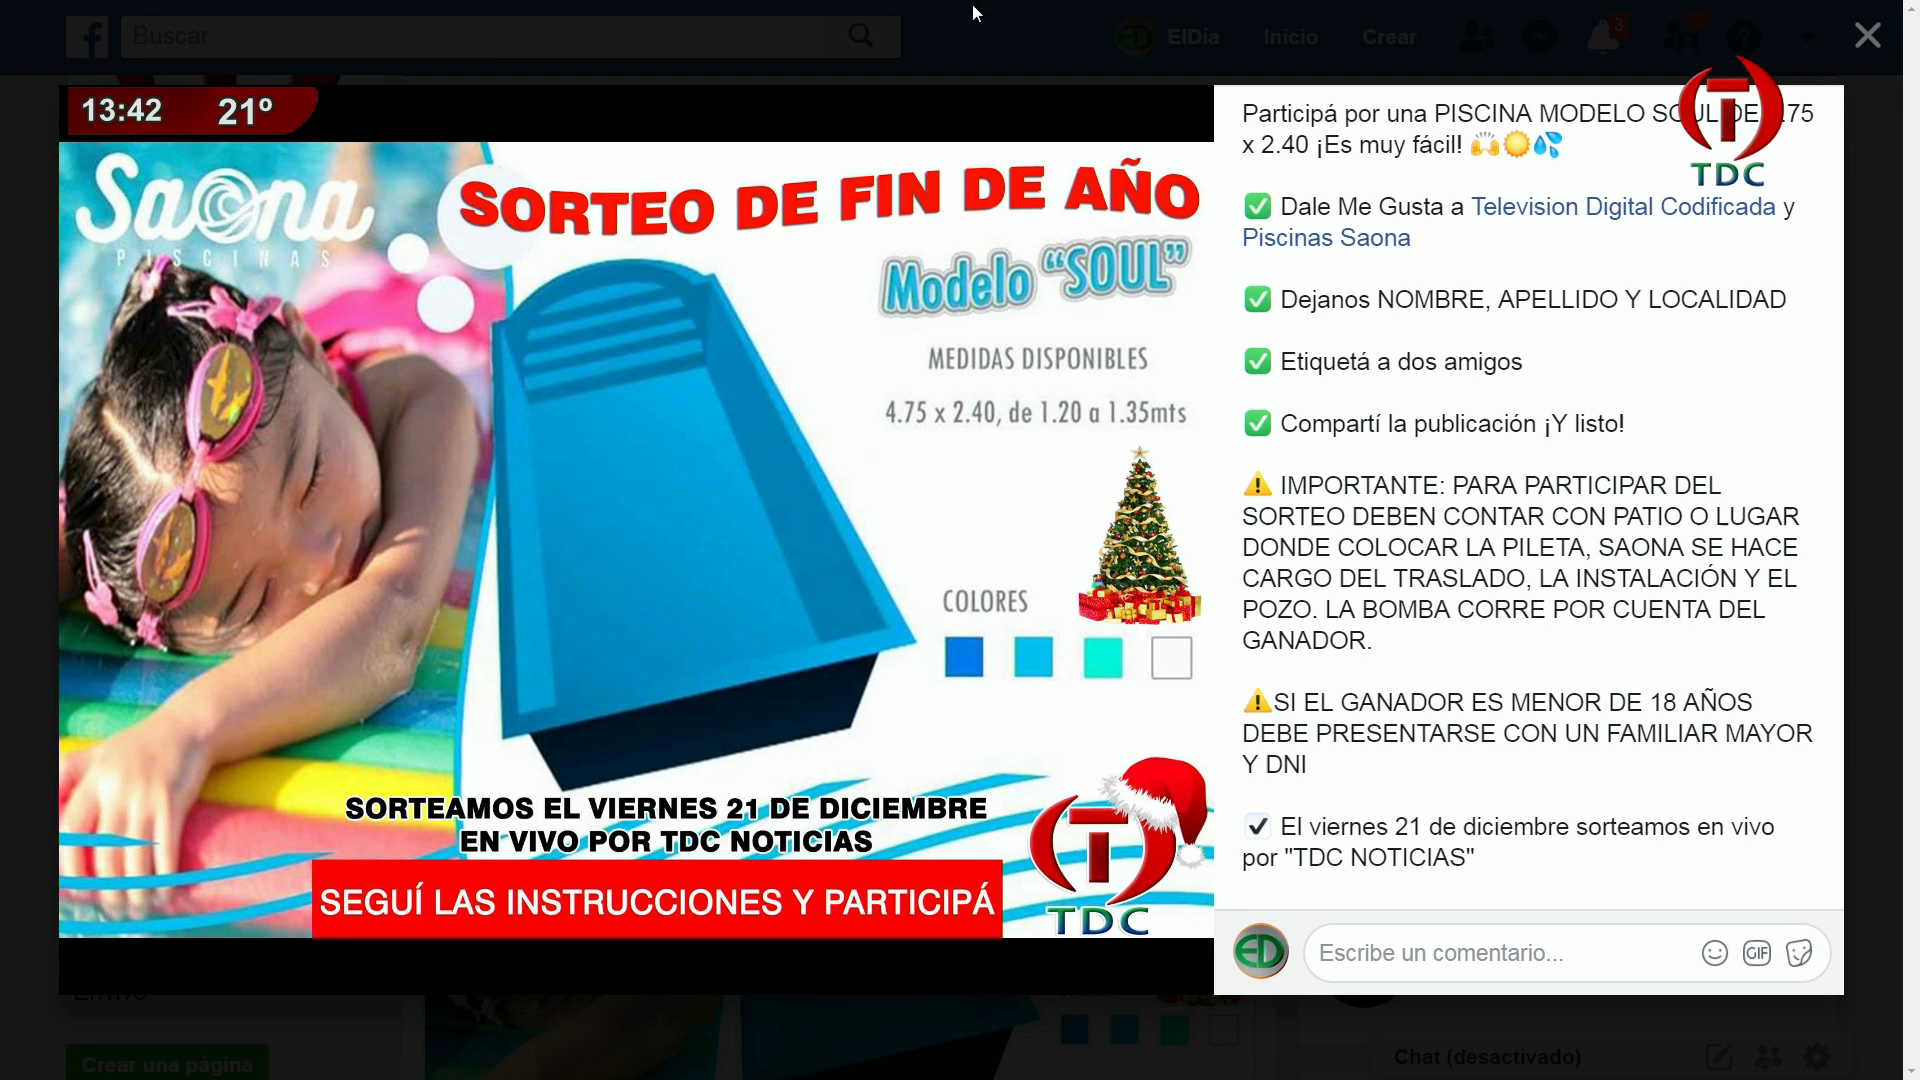 Buscar
ElDía
Inicio
Crear
3
13:42 21º
Saona
PISCINAS
SORTEO DE FIN DE AÑO
Modelo “SOUL”
MEDIDAS DISPONIBLES
4.75 x 2.40, de 1.20 a 1.35mts
COLORES
SORTEAMOS EL VIERNES 21 DE DICIEMBRE
EN VIVO POR TDC NOTICIAS
SEGUÍ LAS INSTRUCCIONES Y PARTICIPÁ
TDC
TDC
Participá por una PISCINA MODELO SOUL DE 75
x 2.40 ¡Es muy fácil! 🙌🌞💦
✅ Dale Me Gusta a Television Digital Codificada y
Piscinas Saona
✅ Dejanos NOMBRE, APELLIDO Y LOCALIDAD
✅ Etiquetá a dos amigos
✅ Compartí la publicación ¡Y listo!
⚠️ IMPORTANTE: PARA PARTICIPAR DEL
SORTEO DEBEN CONTAR CON PATIO O LUGAR
DONDE COLOCAR LA PILETA, SAONA SE HACE
CARGO DEL TRASLADO, LA INSTALACIÓN Y EL
POZO. LA BOMBA CORRE POR CUENTA DEL
GANADOR.
⚠️SI EL GANADOR ES MENOR DE 18 AÑOS
DEBE PRESENTARSE CON UN FAMILIAR MAYOR
Y DNI
✔ El viernes 21 de diciembre sorteamos en vivo
por "TDC NOTICIAS"
ED
Escribe un comentario...
GIF
Crear una página
Chat (desactivado)